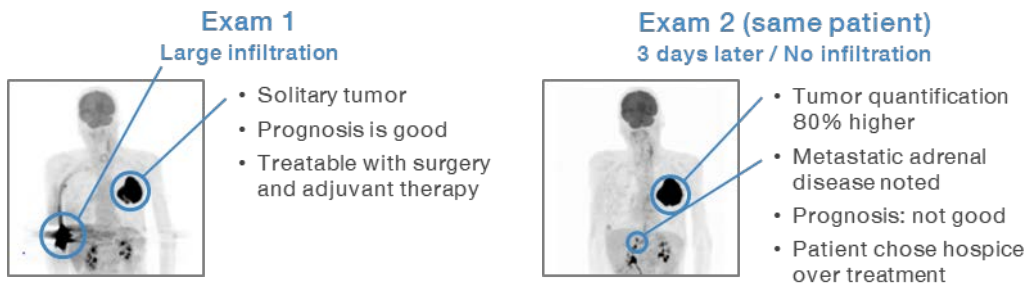 Exam 1
Large infiltration
• Solitary tumor
• Prognosis is good
• Treatable with surgery
and adjuvant therapy
Exam 2 (same patient)
3 days later / No infiltration
• Tumor quantification
80% higher
• Metastatic adrenal
disease noted
• Prognosis: not good
• Patient chose hospice
over treatment